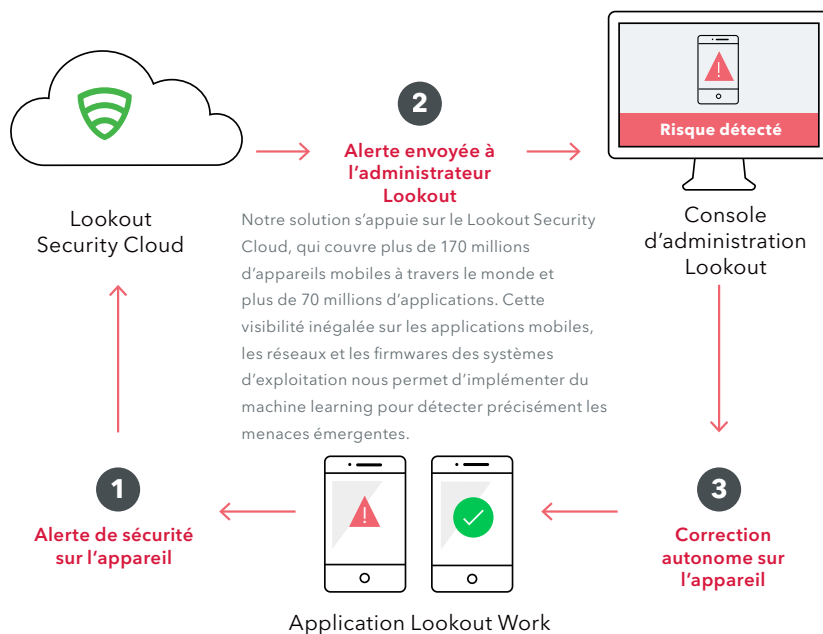 2
Risque détecté
Alerte envoyée à
l'administrateur
Lookout
Lookout
Security Cloud
Console
d'administration
Lookout
Notre solution s'appuie sur le Lookout Security
Cloud, qui couvre plus de 170 millions
d'appareils mobiles à travers le monde et
plus de 70 millions d'applications. Cette
visibilité inégalée sur les applications mobiles,
les réseaux et les firmwares des systèmes
d'exploitation nous permet d'implémenter du
machine learning pour détecter précisément les
menaces émergentes.
1
Alerte de sécurité
sur l'appareil
3
Correction
autonome sur
l'appareil
Application Lookout Work